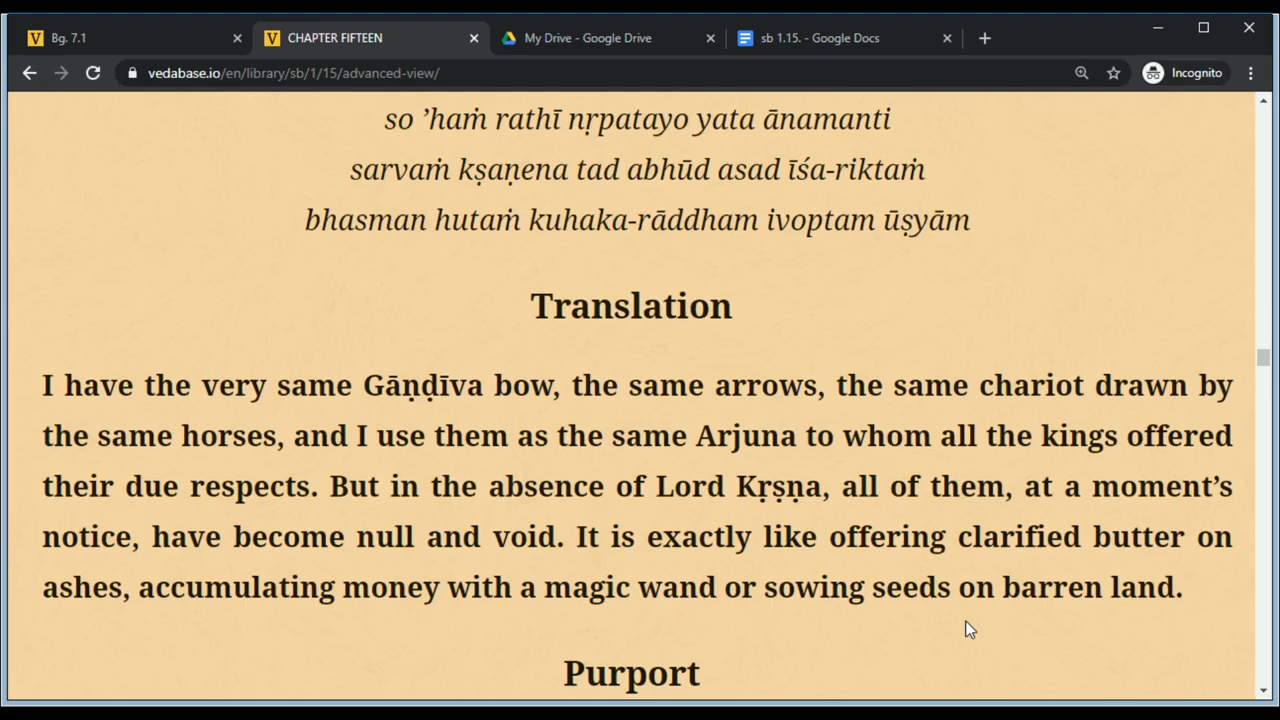 Bg. 7.1
CHAPTER FIFTEEN
My Drive - Google Drive
sb 1.15. - Google Docs
vedabase.io/en/library/sb/1/15/advanced-view/
Incognito
so ’haṁ rathī nṛpatayo yata ānamanti
sarvaṁ kṣaṇena tad abhūd asad īśa-riktaṁ
bhasman hutaṁ kuhaka-rāddham ivoptam ūṣyām
Translation
I have the very same Gāṇḍīva bow, the same arrows, the same chariot drawn by
the same horses, and I use them as the same Arjuna to whom all the kings offered
their due respects. But in the absence of Lord Kṛṣṇa, all of them, at a moment’s
notice, have become null and void. It is exactly like offering clarified butter on
ashes, accumulating money with a magic wand or sowing seeds on barren land.
Purport